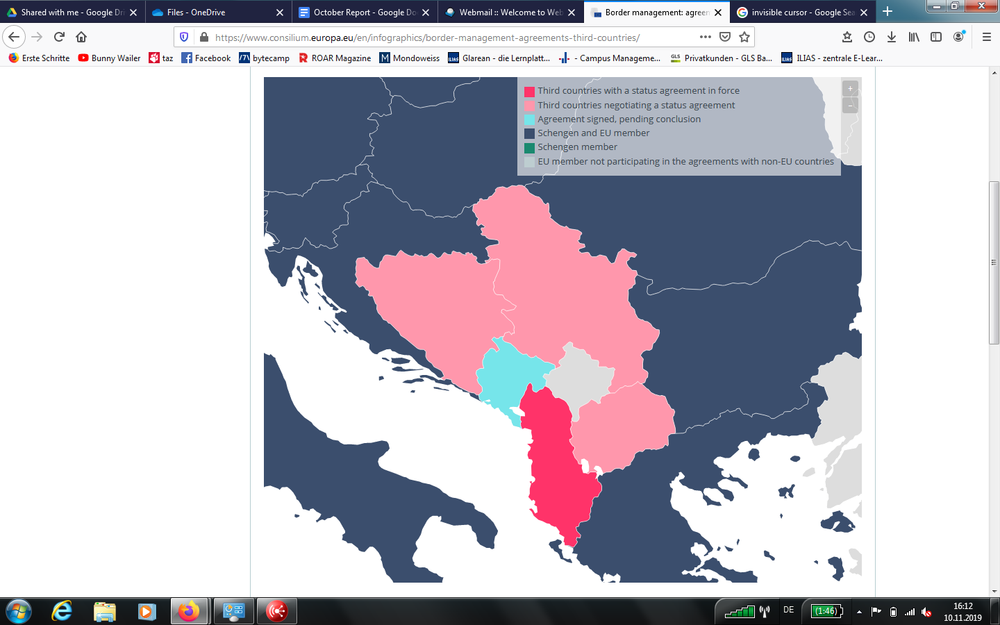 Shared with me - Google Dri
Files - OneDrive
October Report - Google Do
Webmail :: Welcome to Web
Border management: agreem
invisible cursor - Google Sea
https://www.consilium.europa.eu/en/infographics/border-management-agreements-third-countries/
Erste Schritte
Bunny Wailer
taz
Facebook
bytecamp
ROAR Magazine
Mondoweiss
Glarean - die Lernplatt...
- Campus Manageme...
Privatkunden - GLS Ba...
ILIAS - zentrale E-Lear...
Third countries with a status agreement in force
Third countries negotiating a status agreement
Agreement signed, pending conclusion
Schengen and EU member
Schengen member
EU member not participating in the agreements with non-EU countries
+
-
DE
(1:46)
16:12
10.11.2019